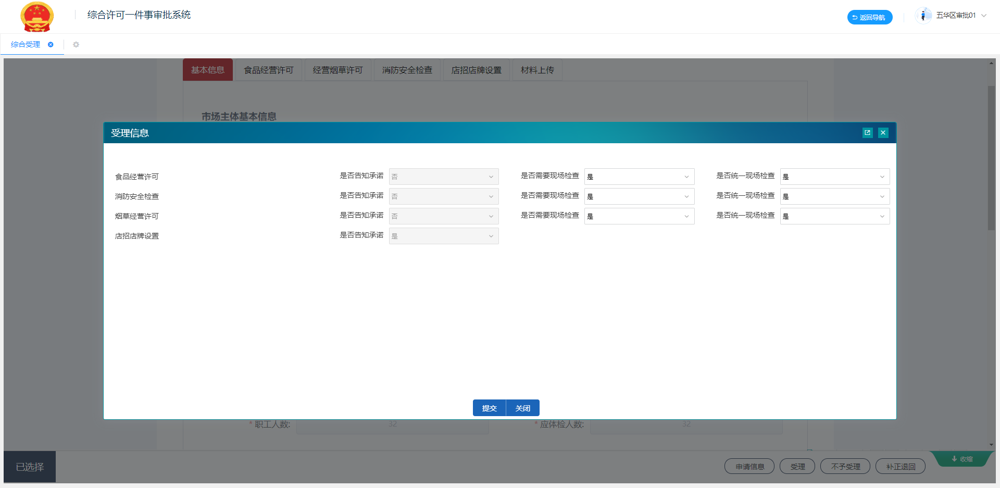 综合许可一件事审批系统
返回导航
五华区审批01
综合受理
基本信息 食品经营许可 经营烟草许可 消防安全检查 店招店牌设置 材料上传
市场主体基本信息
受理信息
食品经营许可 是否告知承诺 否 是否需要现场检查 是 是否统一现场检查 是
消防安全检查 是否告知承诺 否 是否需要现场检查 是 是否统一现场检查 是
烟草经营许可 是否告知承诺 否 是否需要现场检查 是 是否统一现场检查 是
店招店牌设置 是否告知承诺 是
提交 关闭
* 职工人数: 32 * 应体检人数: 32
已选择
申请信息 受理 不予受理 补正退回
收缩